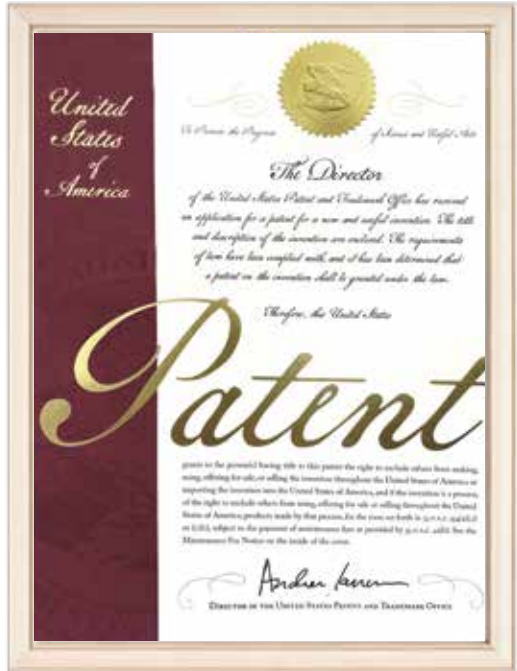 United
States
of
America
To Promote the Progress of Science and Useful Arts
The Director
of the United States Patent and Trademark Office has received
an application for a patent for a new and useful invention. The title
and description of the invention are enclosed. The requirements
of law have been complied with, and it has been determined that
a patent on the invention shall be granted under the law.
Therefore, this United States
Patent
grants to the person(s) having title to this patent the right to exclude others from making,
using, offering for sale, or selling the invention throughout the United States of America or
importing the invention into the United States of America, and if the invention is a process,
of the right to exclude others from using, offering for sale or selling throughout the United
States of America, products made by that process, for the term set forth in 35 U.S.C.
subject to the payment of maintenance fees as provided by 35 U.S.C. See the
Maintenance Fee Notice on the inside of the cover.
Director of the United States Patent and Trademark Office